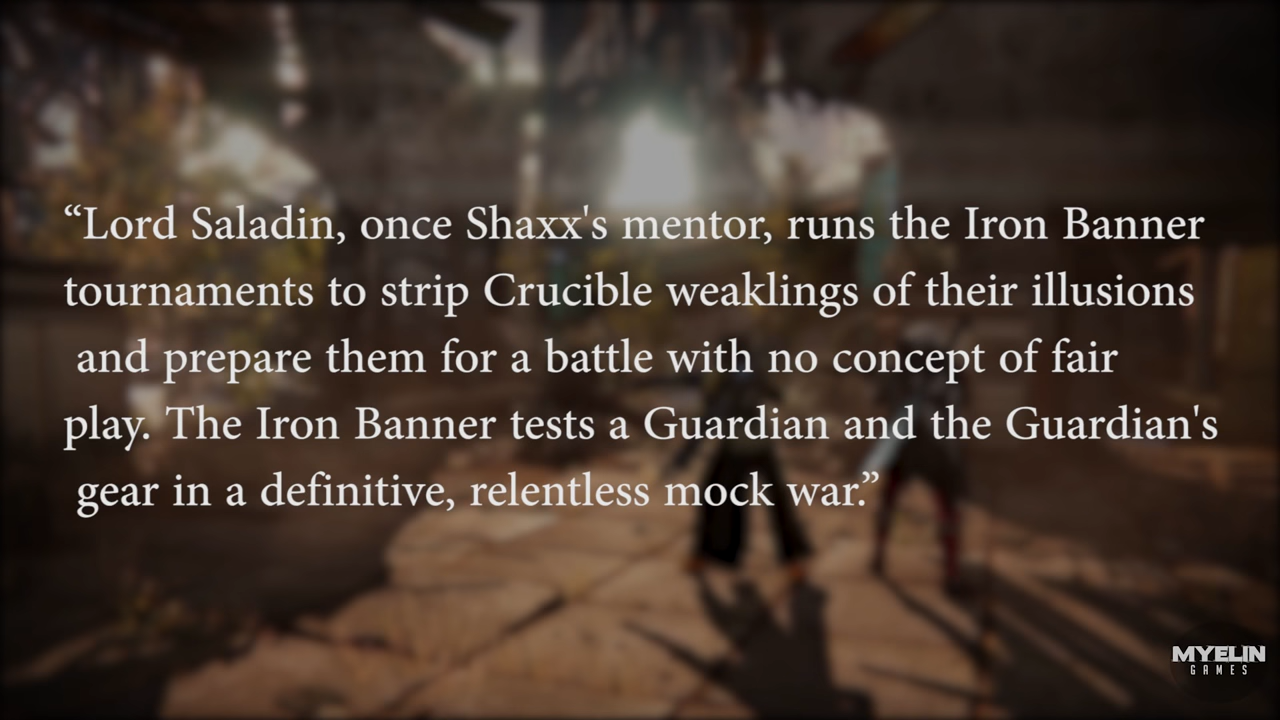 “Lord Saladin, once Shaxx's mentor, runs the Iron Banner
tournaments to strip Crucible weaklings of their illusions
and prepare them for a battle with no concept of fair
play. The Iron Banner tests a Guardian and the Guardian's
gear in a definitive, relentless mock war.”
MYELIN
GAMES